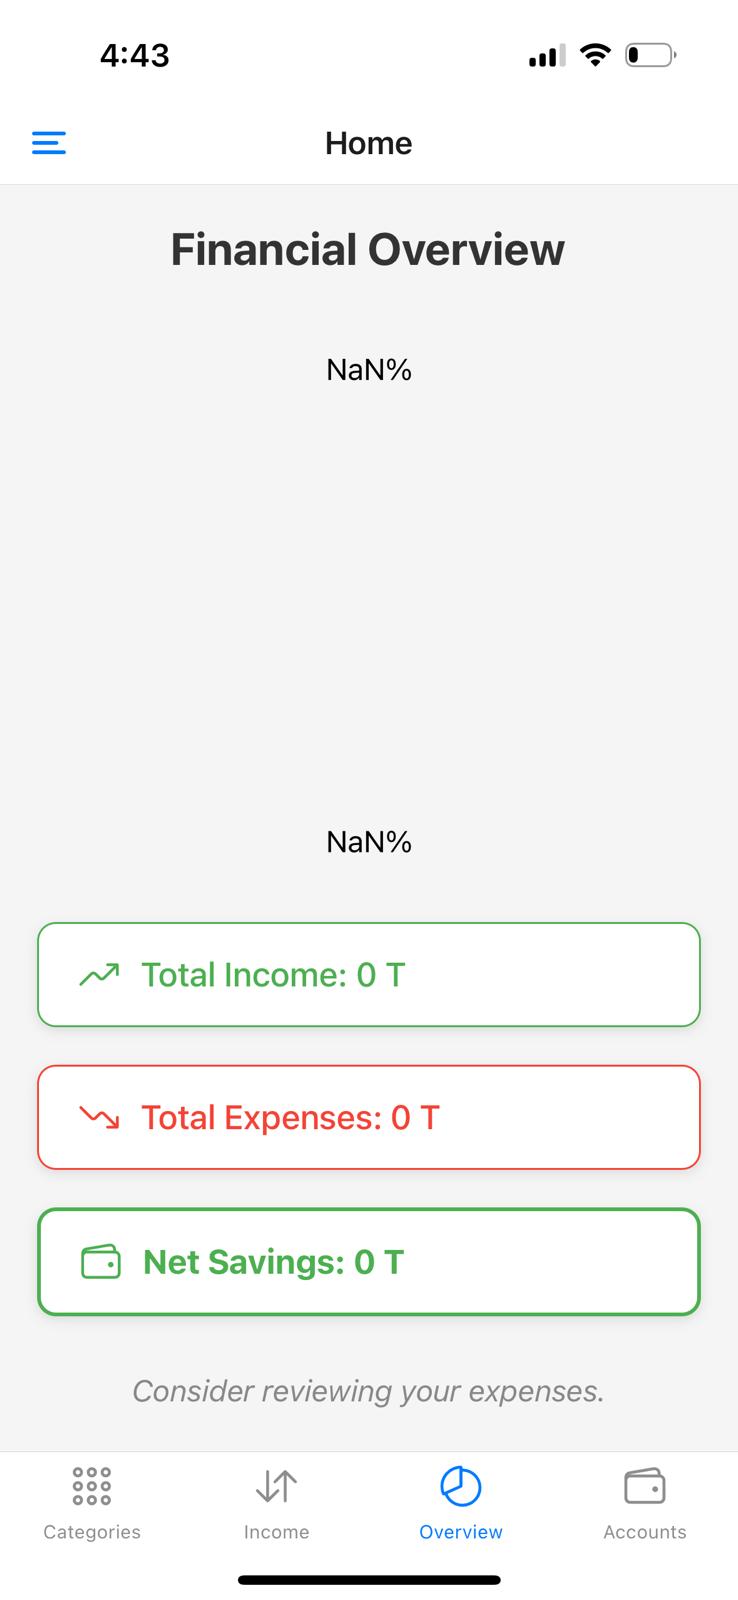 4:43
Home
Financial Overview
NaN%
NaN%
Total Income: 0 T
Total Expenses: 0 T
Net Savings: 0 T
Consider reviewing your expenses.
Categories
Income
Overview
Accounts